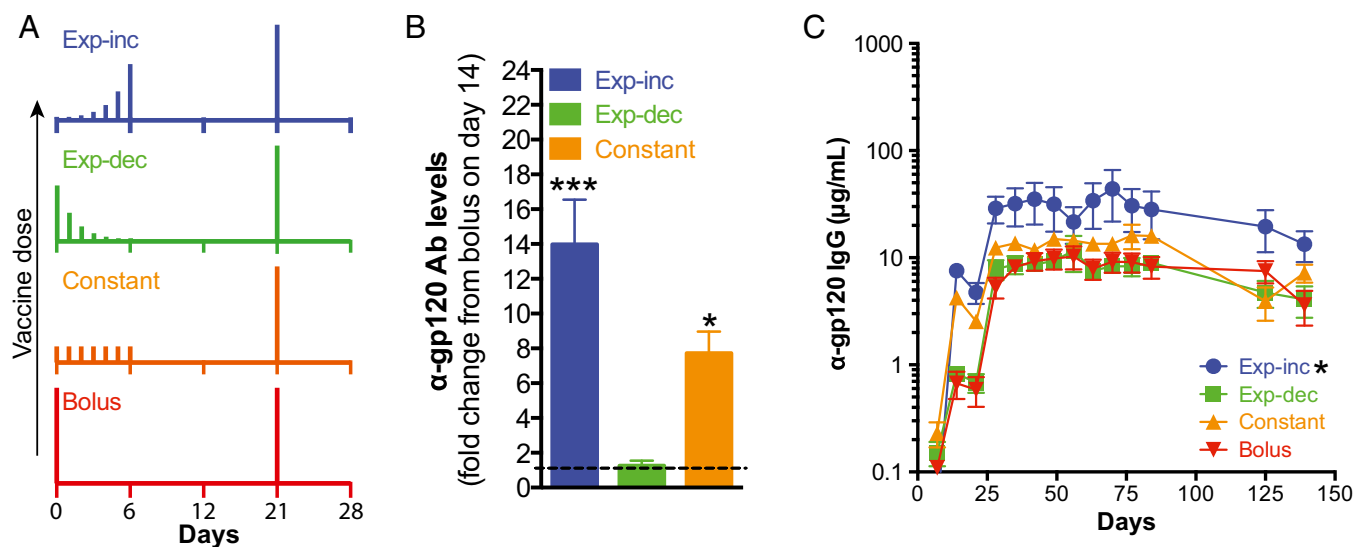 A
Exp-inc
Exp-dec
Constant
Bolus
Vaccine dose
0 6 12 21 28
Days
B
α-gp120 Ab levels
(fold change from bolus on day 14)
24
22
20
18
16
14
12
10
8
6
4
2
0
Exp-inc
Exp-dec
Constant
***
*
C
α-gp120 IgG (µg/mL)
1000
100
10
1
0.1
Exp-inc *
Exp-dec
Constant
Bolus
0 25 50 75 100 125 150
Days